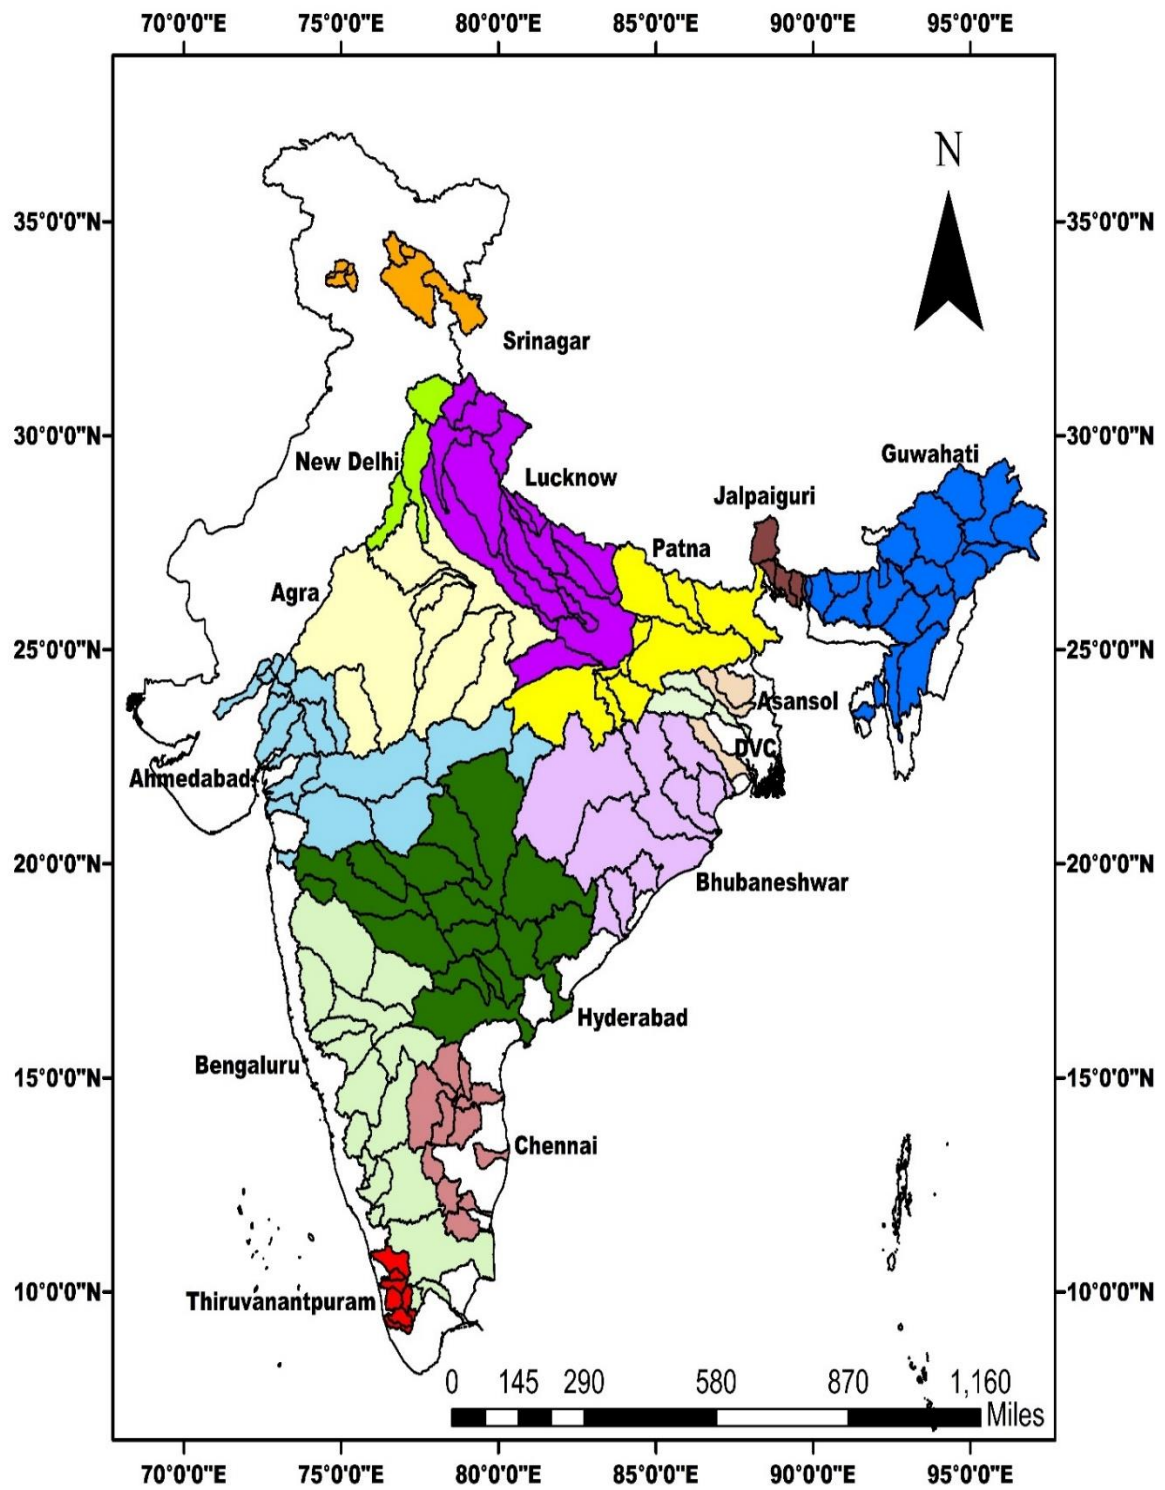 70°0'0"E 75°0'0"E 80°0'0"E 85°0'0"E 90°0'0"E 95°0'0"E
N
35°0'0"N 35°0'0"N
Srinagar
30°0'0"N 30°0'0"N
New Delhi
Guwahati
Lucknow
Jalpaiguri
Patna
Agra
25°0'0"N 25°0'0"N
Asansol
DVC
Ahmedabad
20°0'0"N 20°0'0"N
Bhubaneshwar
Hyderabad
Bengaluru
15°0'0"N 15°0'0"N
Chennai
10°0'0"N 10°0'0"N
Thiruvanantpuram
0 145 290 580 870 1,160
Miles
70°0'0"E 75°0'0"E 80°0'0"E 85°0'0"E 90°0'0"E 95°0'0"E